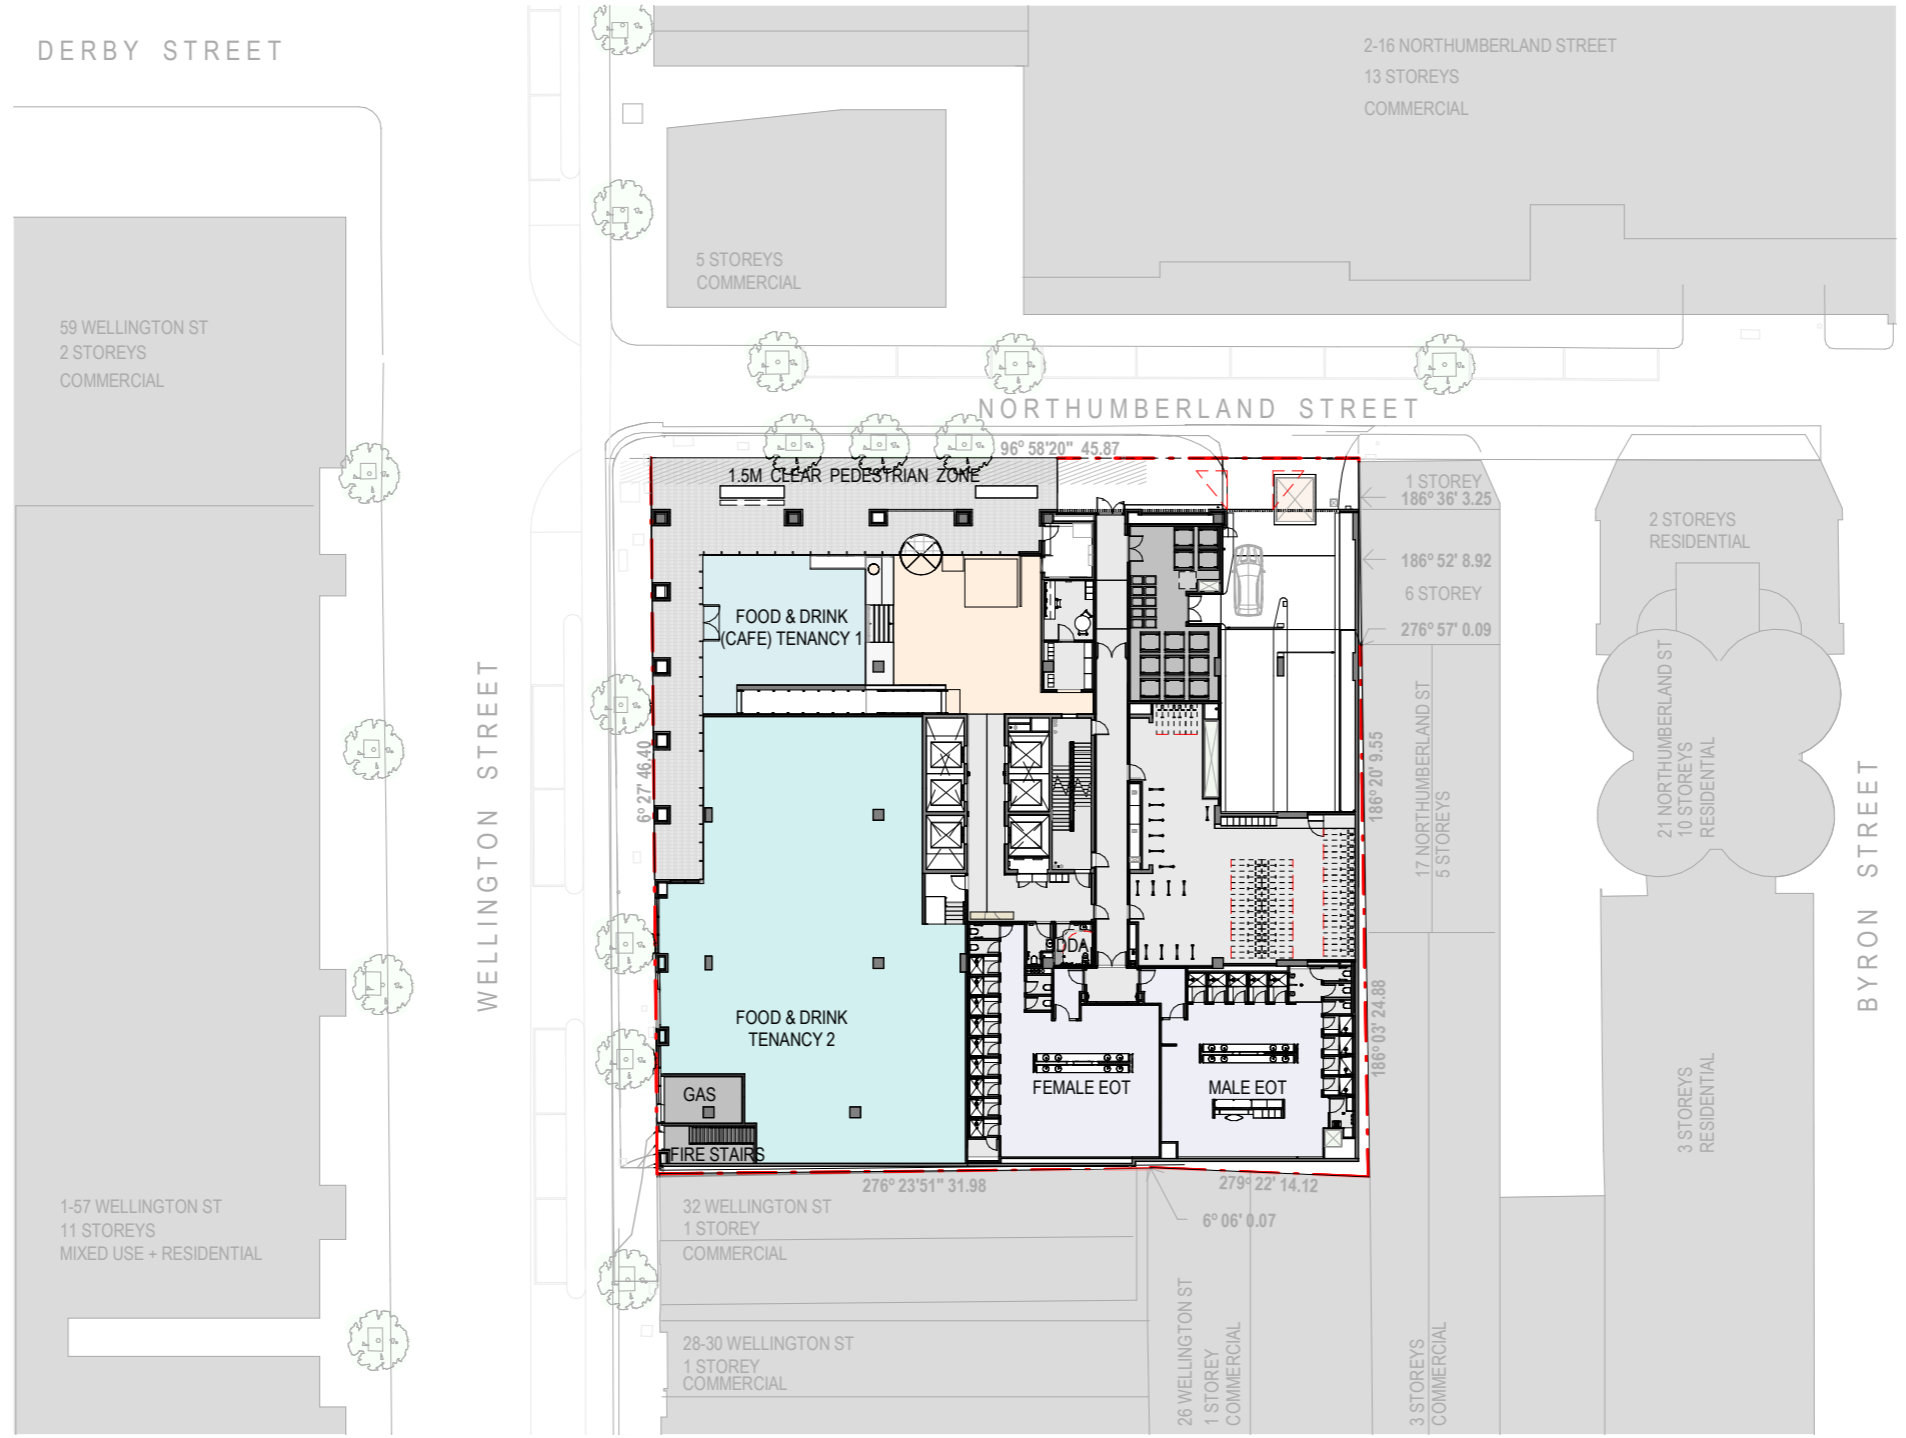 DERBY STREET
2-16 NORTHUMBERLAND STREET
13 STOREYS
COMMERCIAL
5 STOREYS
COMMERCIAL
59 WELLINGTON ST
2 STOREYS
COMMERCIAL
NORTHUMBERLAND STREET
96° 58'20" 45.87
1.5M CLEAR PEDESTRIAN ZONE
1 STOREY
186° 36' 3.25
186° 52' 8.92
6 STOREY
276° 57' 0.09
2 STOREYS
RESIDENTIAL
FOOD & DRINK
(CAFE) TENANCY 1
WELLINGTON STREET
6° 27' 46.40
186° 20' 9.55
17 NORTHUMBERLAND ST
5 STOREYS
21 NORTHUMBERLAND ST
10 STOREYS
RESIDENTIAL
BYRON STREET
DDA
FOOD & DRINK
TENANCY 2
GAS
FIRE STAIRS
FEMALE EOT
MALE EOT
186° 03' 24.88
3 STOREYS
RESIDENTIAL
276° 23'51" 31.98
279° 22' 14.12
6° 06' 0.07
1-57 WELLINGTON ST
11 STOREYS
MIXED USE + RESIDENTIAL
32 WELLINGTON ST
1 STOREY
COMMERCIAL
28-30 WELLINGTON ST
1 STOREY
COMMERCIAL
26 WELLINGTON ST
1 STOREY
COMMERCIAL
3 STOREYS
COMMERCIAL